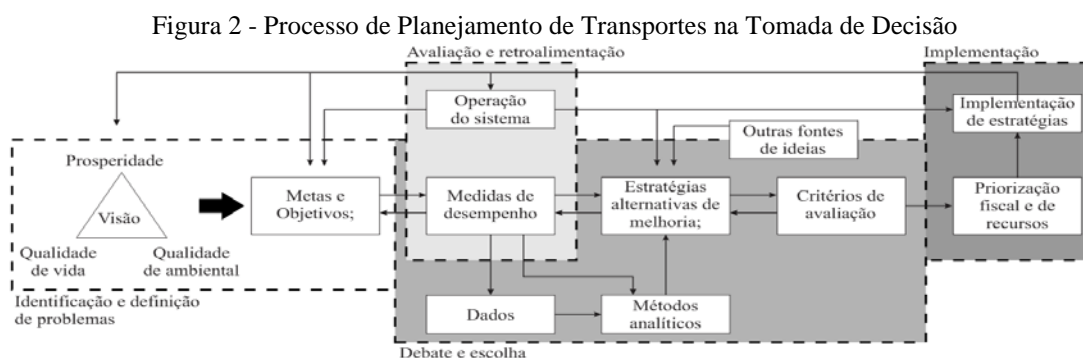 Figura 2 - Processo de Planejamento de Transportes na Tomada de Decisão
Avaliação e retroalimentação
Implementação
Operação
do sistema
Implementação
de estratégias
Outras fontes
de ideias
Prosperidade
Visão
Qualidade
de vida
Qualidade
de ambiental
Metas e
Objetivos;
Medidas de
desempenho
Estratégias
alternativas de
melhoria;
Critérios de
avaliação
Priorização
fiscal e de
recursos
Identificação e definição
de problemas
Dados
Métodos
analíticos
Debate e escolha